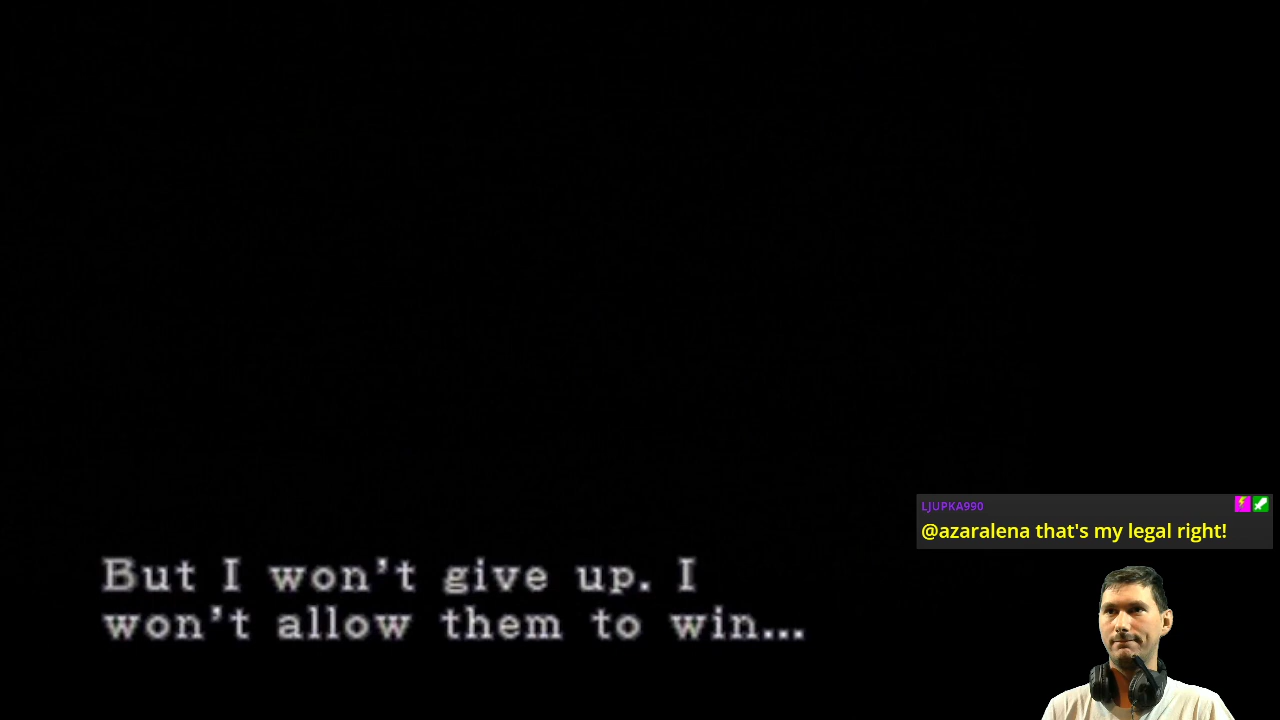 LJUPKA990
@azaralena that's my legal right!
But I won't give up. I
won't allow them to win...